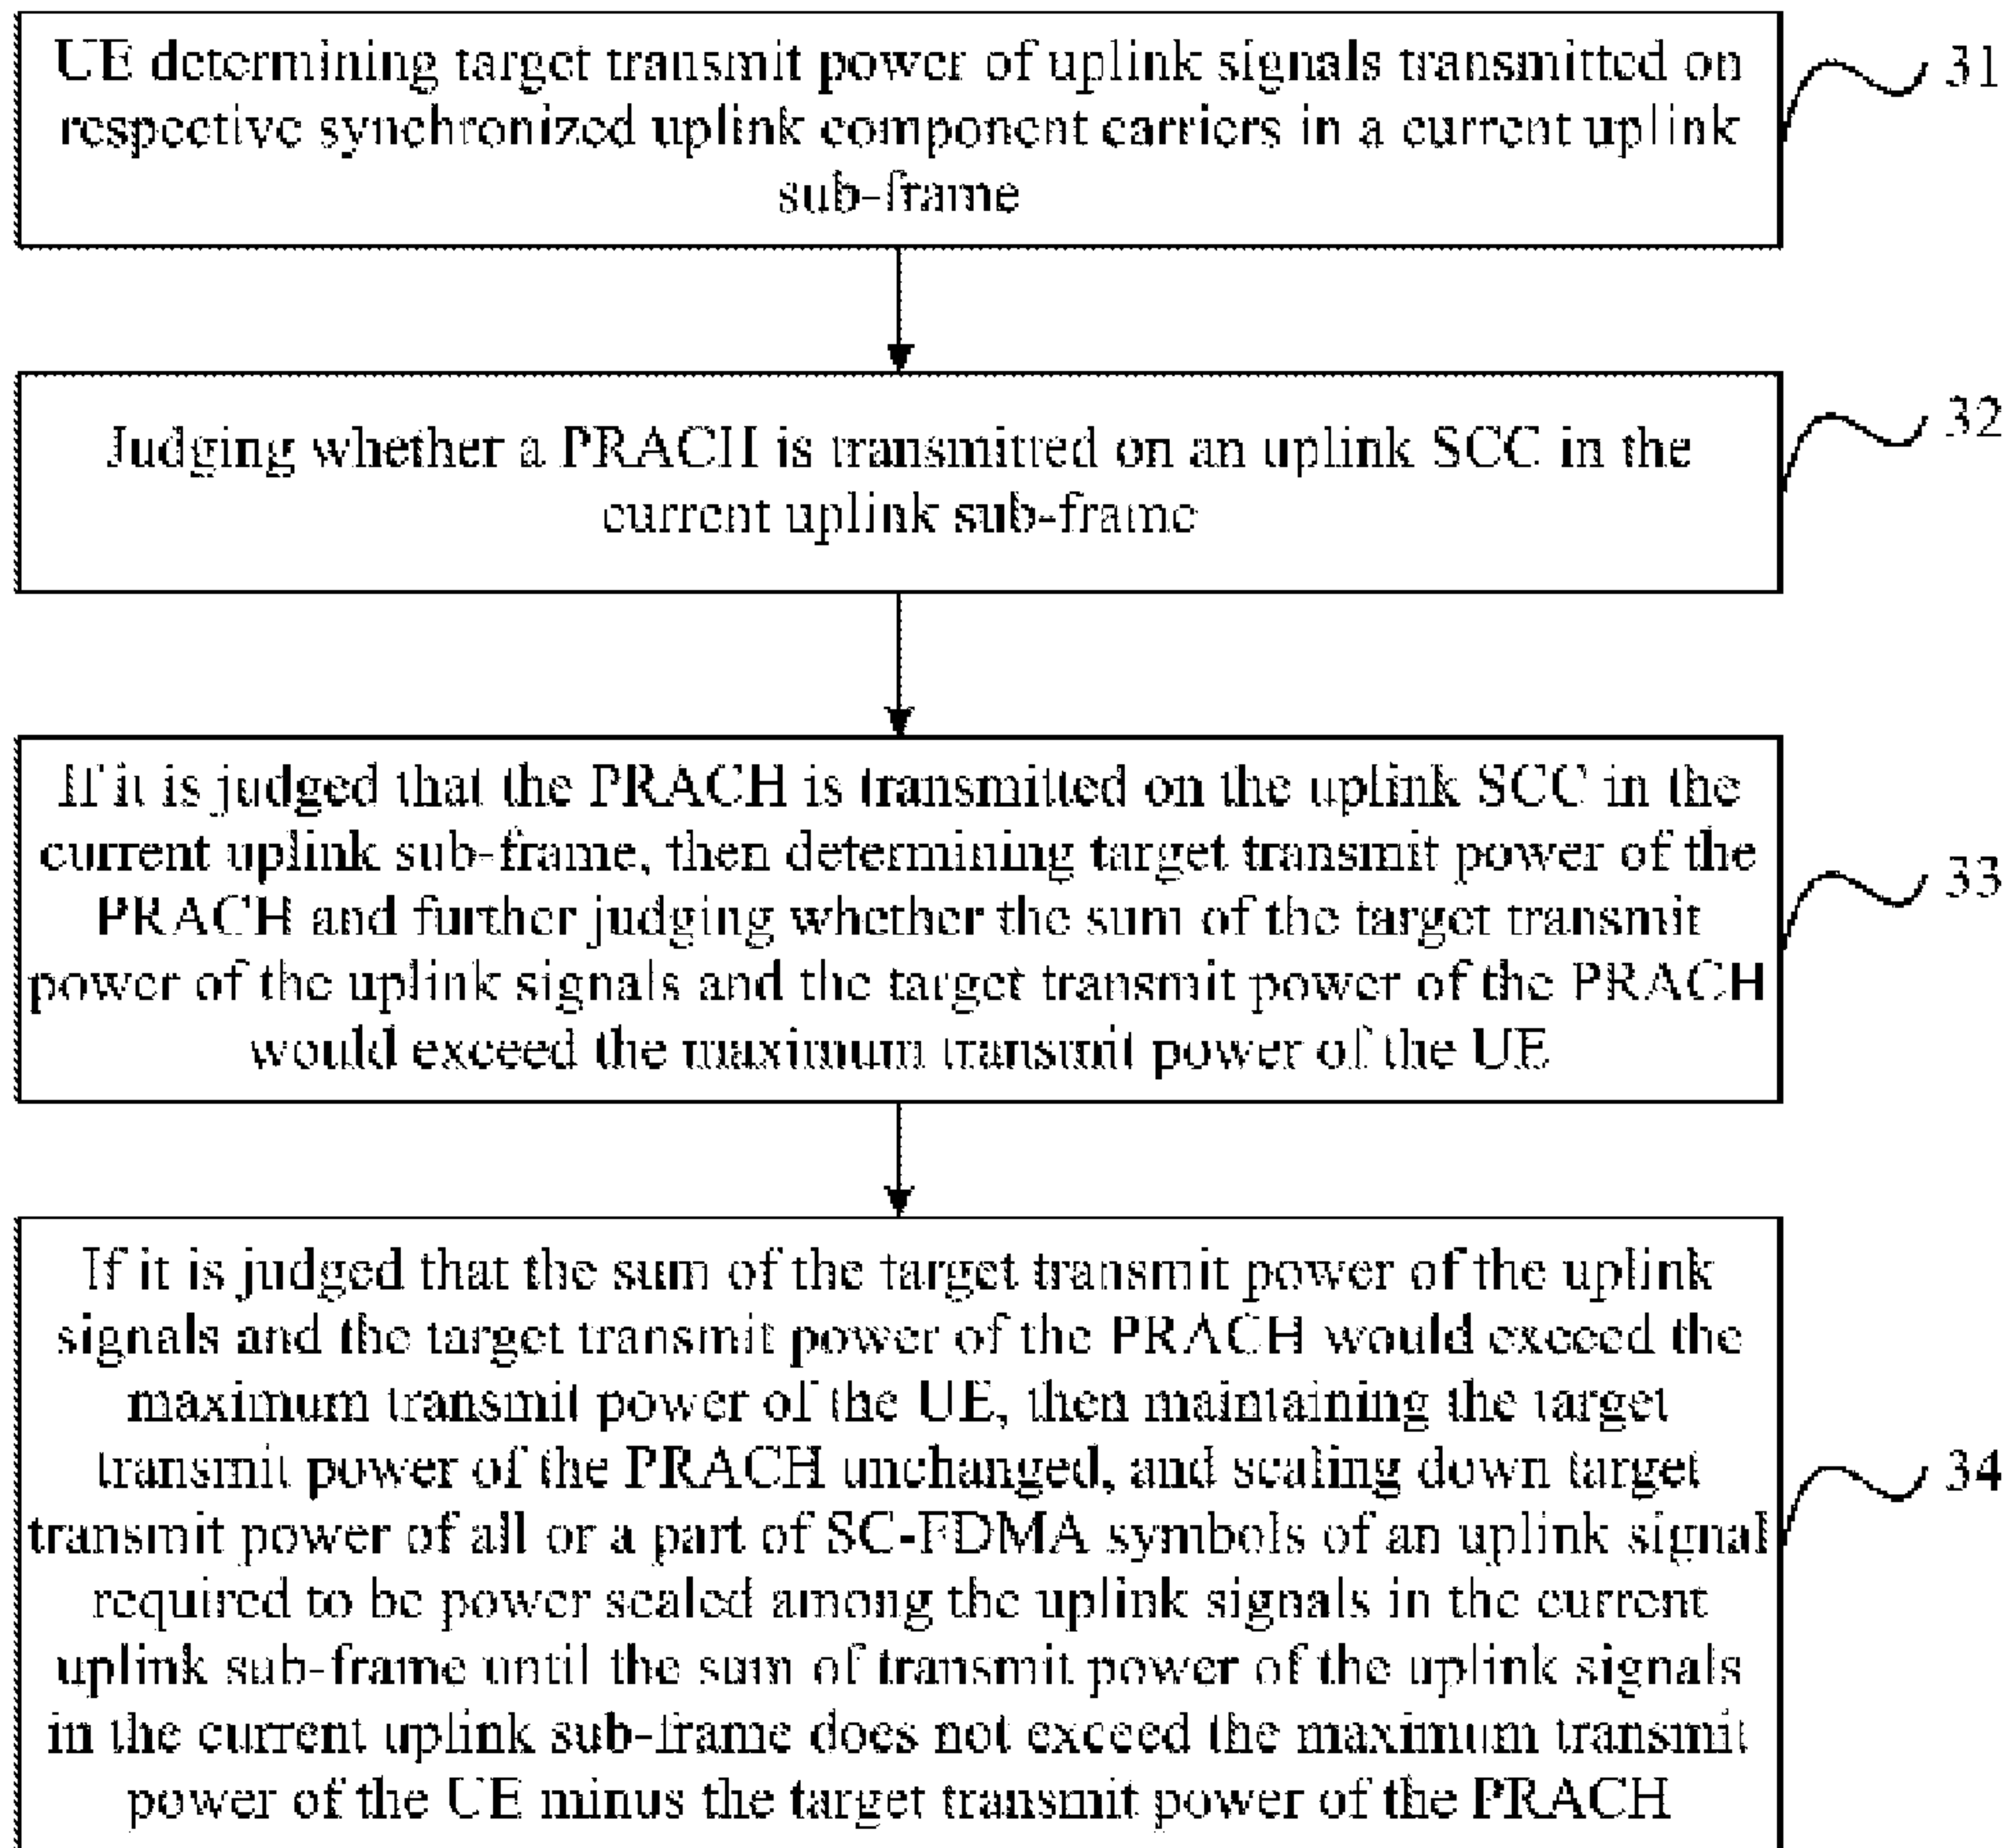 UE determining target transmit power of uplink signals transmitted on
respective synchronized uplink component carriers in a current uplink
sub-frame
31
Judging whether a PRACH is transmitted on an uplink SCC in the
current uplink sub-frame
32
If it is judged that the PRACH is transmitted on the uplink SCC in the
current uplink sub-frame, then determining target transmit power of the
PRACH and further judging whether the sum of the target transmit
power of the uplink signals and the target transmit power of the PRACH
would exceed the maximum transmit power of the UE
33
If it is judged that the sum of the target transmit power of the uplink
signals and the target transmit power of the PRACH would exceed the
maximum transmit power of the UE, then maintaining the target
transmit power of the PRACH unchanged, and scaling down target
transmit power of all or a part of SC-FDMA symbols of an uplink signal
required to be power scaled among the uplink signals in the current
uplink sub-frame until the sum of transmit power of the uplink signals
in the current uplink sub-frame does not exceed the maximum transmit
power of the UE minus the target transmit power of the PRACH
34